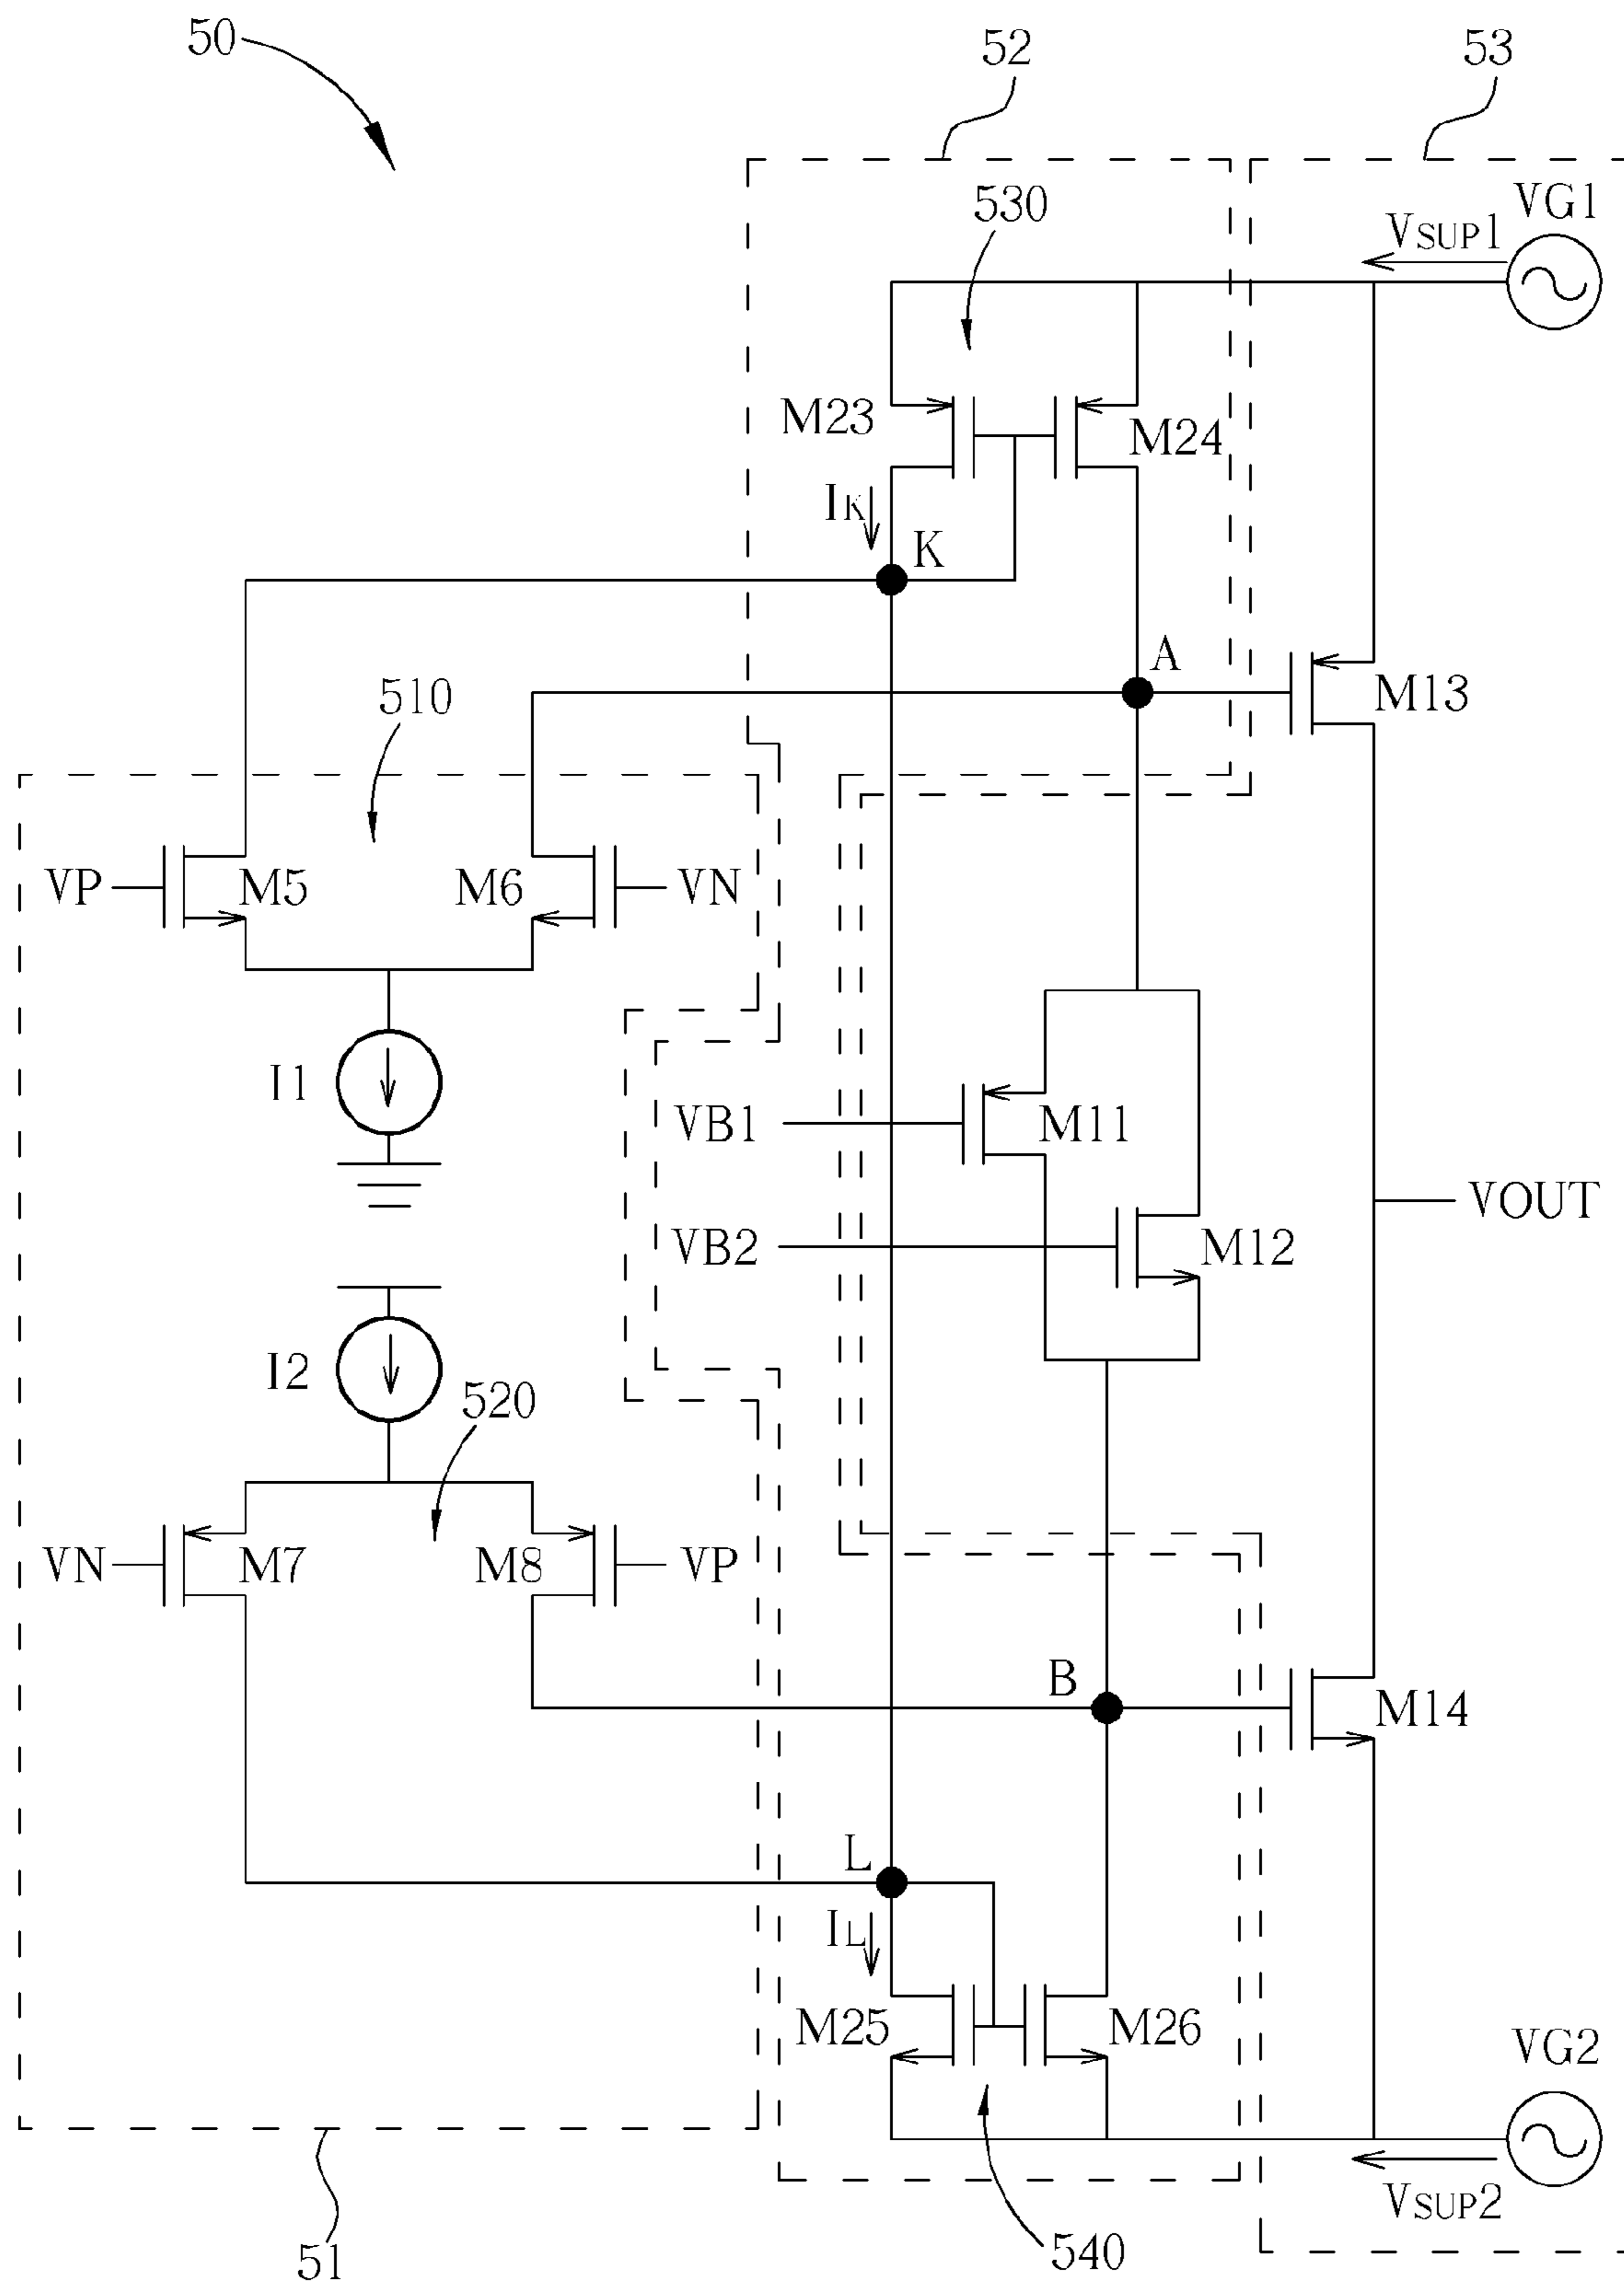 50
52
53
530
VG1
VSUP1
M23
M24
IK
K
A
M13
510
VP
M5
M6
VN
I1
VB1
M11
VOUT
VB2
M12
I2
520
VN
M7
M8
VP
B
M14
L
IL
M25
M26
VG2
VSUP2
51
540